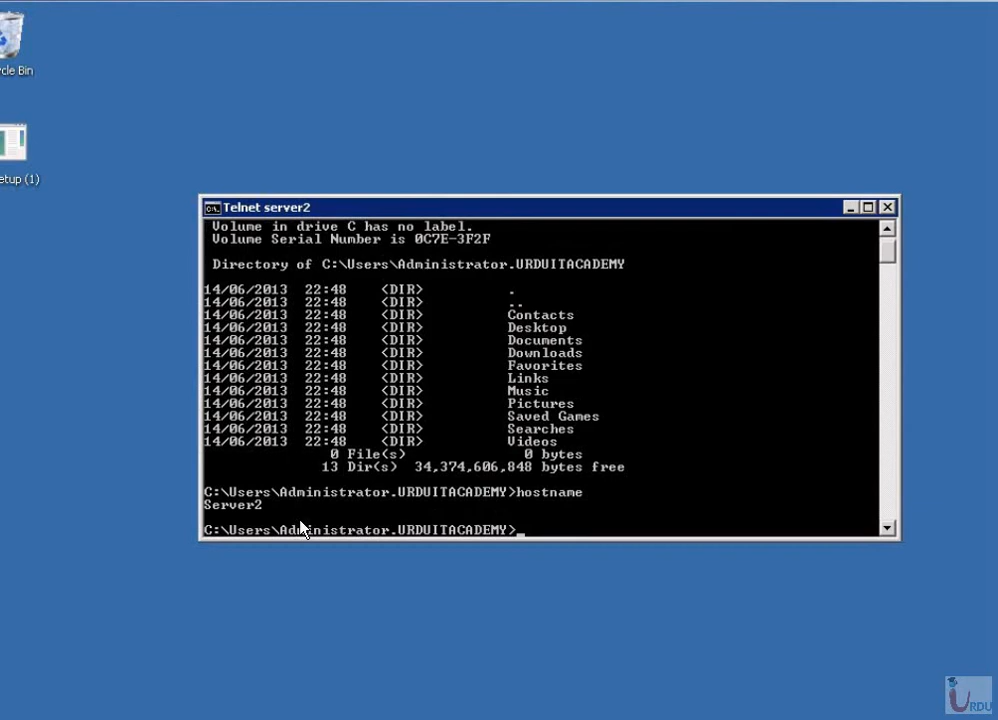 cle Bin
etup (1)
Telnet server2
Volume in drive C has no label.
Volume Serial Number is 0C7E-3F2F
Directory of C:\Users\Administrator.URDUITACADEMY
14/06/2013 22:48 <DIR> .
14/06/2013 22:48 <DIR> ..
14/06/2013 22:48 <DIR> Contacts
14/06/2013 22:48 <DIR> Desktop
14/06/2013 22:48 <DIR> Documents
14/06/2013 22:48 <DIR> Downloads
14/06/2013 22:48 <DIR> Favorites
14/06/2013 22:48 <DIR> Links
14/06/2013 22:48 <DIR> Music
14/06/2013 22:48 <DIR> Pictures
14/06/2013 22:48 <DIR> Saved Games
14/06/2013 22:48 <DIR> Searches
14/06/2013 22:48 <DIR> Videos
0 File(s) 0 bytes
13 Dir(s) 34,374,606,848 bytes free
C:\Users\Administrator.URDUITACADEMY>hostname
Server2
C:\Users\Administrator.URDUITACADEMY>_
URDU